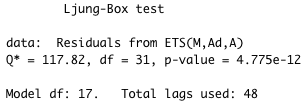 Ljung-Box test
data:  Residuals from ETS(M,Ad,A)
Q* = 117.82, df = 31, p-value = 4.775e-12
Model df: 17.   Total lags used: 48